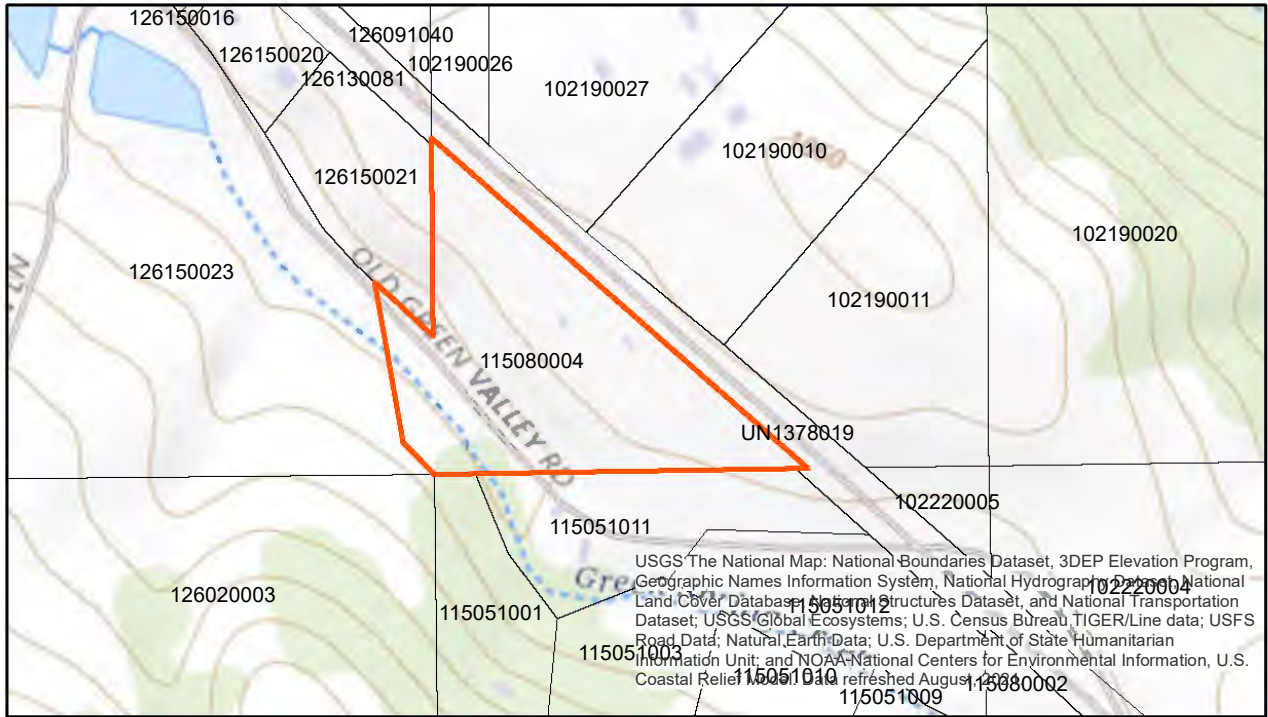 126150016
126091040
126150020
102190026
126130081
102190027
102190010
126150021
102190020
126150023
LN
102190011
OLD GREEN VALLEY RD
115080004
UN1378019
102220005
115051011
USGS The National Map: National Boundaries Dataset, 3DEP Elevation Program,
Geographic Names Information System, National Hydrography Dataset, National
Land Cover Database, National Structures Dataset, and National Transportation
Dataset; USGS Global Ecosystems; U.S. Census Bureau TIGER/Line data; USFS
Road Data; Natural Earth Data; U.S. Department of State Humanitarian
Information Unit; and NOAA National Centers for Environmental Information, U.S.
Coastal Relief Model. Data refreshed August,
102220004
126020003
115051001
115051012
115051003
115051010
115080002
115051009